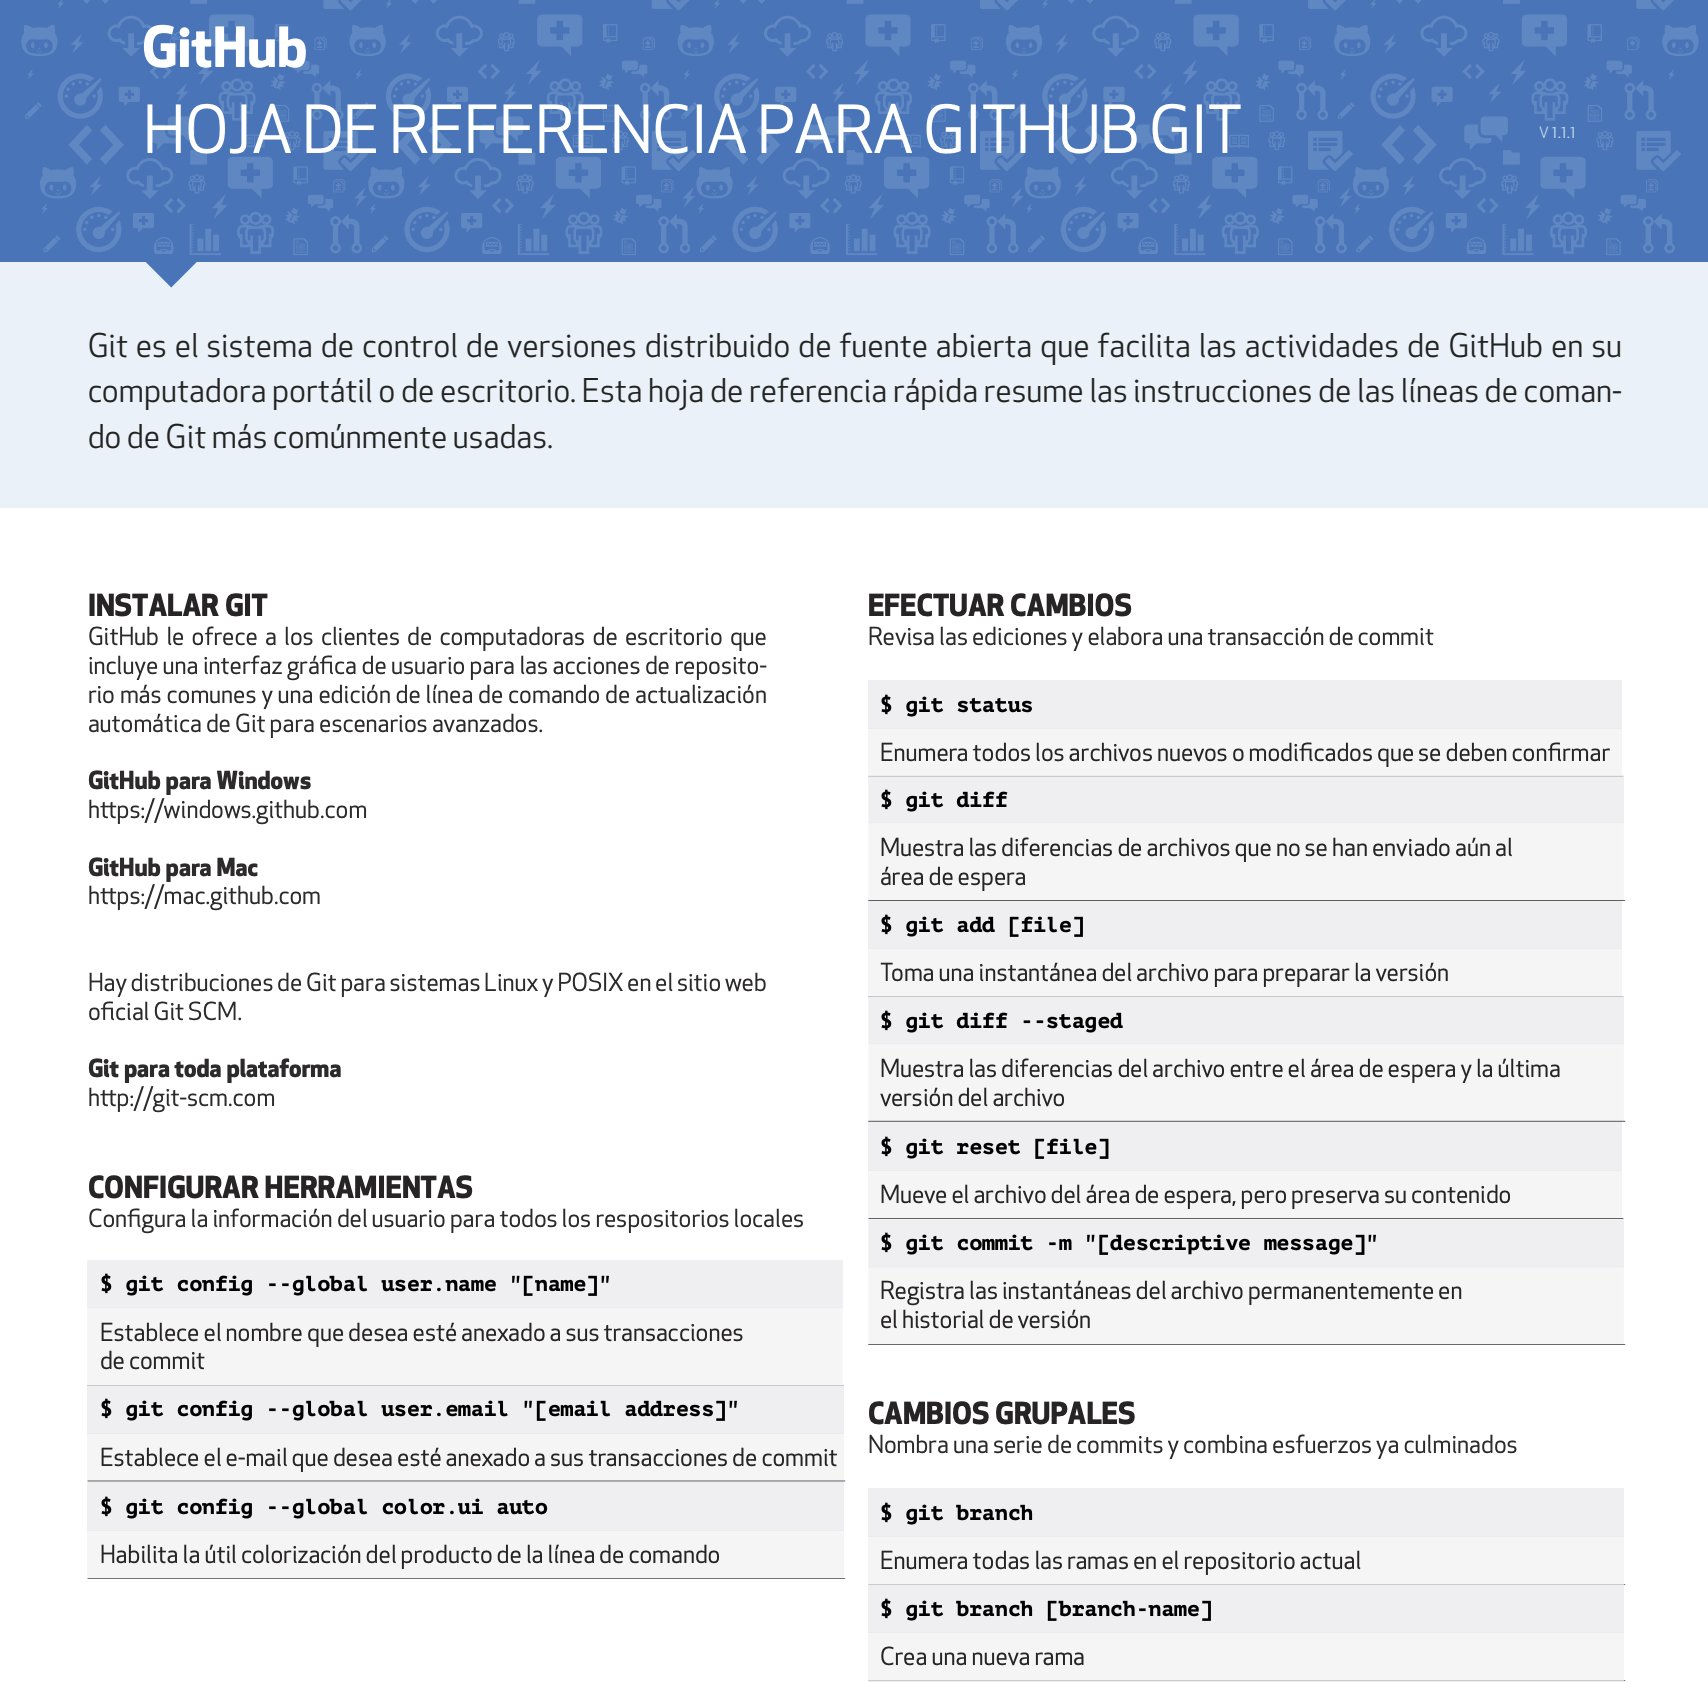 GitHub
HOJA DE REFERENCIA PARA GITHUB GIT
V 1.1.1
Git es el sistema de control de versiones distribuido de fuente abierta que facilita las actividades de GitHub en su
computadora portátil o de escritorio. Esta hoja de referencia rápida resume las instrucciones de las líneas de coman-
do de Git más comúnmente usadas.
INSTALAR GIT
GitHub le ofrece a los clientes de computadoras de escritorio que
incluye una interfaz gráfica de usuario para las acciones de reposito-
rio más comunes y una edición de línea de comando de actualización
automática de Git para escenarios avanzados.
GitHub para Windows
https://windows.github.com
GitHub para Mac
https://mac.github.com
Hay distribuciones de Git para sistemas Linux y POSIX en el sitio web
oficial Git SCM.
Git para toda plataforma
http://git-scm.com
CONFIGURAR HERRAMIENTAS
Configura la información del usuario para todos los respositorios locales
$ git config --global user.name "[name]"
Establece el nombre que desea esté anexado a sus transacciones
de commit
$ git config --global user.email "[email address]"
Establece el e-mail que desea esté anexado a sus transacciones de commit
$ git config --global color.ui auto
Habilita la útil colorización del producto de la línea de comando
EFECTUAR CAMBIOS
Revisa las ediciones y elabora una transacción de commit
$ git status
Enumera todos los archivos nuevos o modificados que se deben confirmar
$ git diff
Muestra las diferencias de archivos que no se han enviado aún al
área de espera
$ git add [file]
Toma una instantánea del archivo para preparar la versión
$ git diff --staged
Muestra las diferencias del archivo entre el área de espera y la última
versión del archivo
$ git reset [file]
Mueve el archivo del área de espera, pero preserva su contenido
$ git commit -m "[descriptive message]"
Registra las instantáneas del archivo permanentemente en
el historial de versión
CAMBIOS GRUPALES
Nombra una serie de commits y combina esfuerzos ya culminados
$ git branch
Enumera todas las ramas en el repositorio actual
$ git branch [branch-name]
Crea una nueva rama